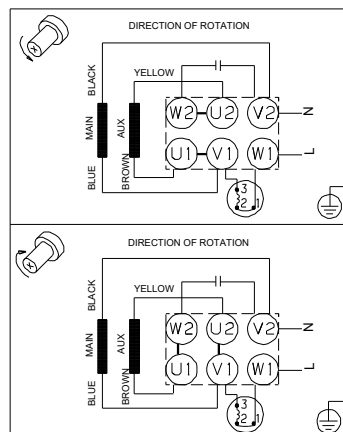 DIRECTION OF ROTATION
BLACK
YELLOW
MAIN
AUX
W2 U2 V2
N
U1 V1 W1
L
BLUE
BROWN
3
2 1
DIRECTION OF ROTATION
BLACK
YELLOW
MAIN
AUX
W2 U2 V2
N
U1 V1 W1
L
BLUE
BROWN
3
2 1